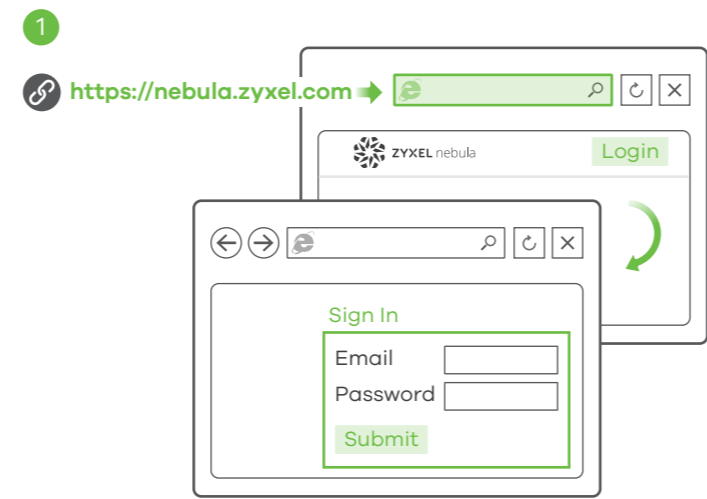 1
https://nebula.zyxel.com
ZYXEL nebula
Login
Sign In
Email
Password
Submit